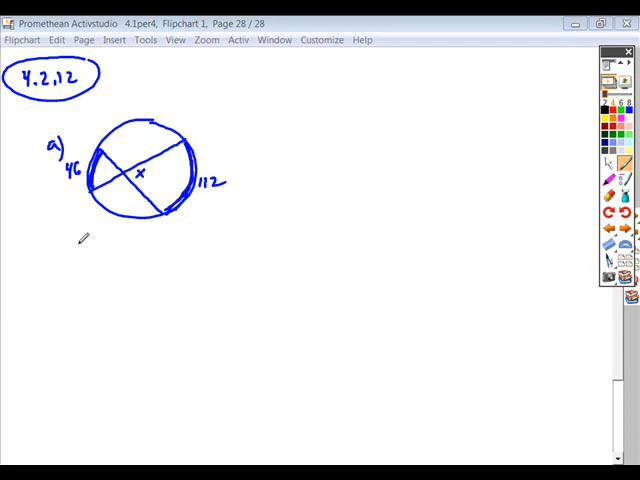 Promethean Activstudio 4.1per4, Flipchart 1, Page 28 / 28
Flipchart Edit Page Insert Tools Turn View Zoom Activ Window Customize Help
4.2.12
a)
46
x
112
2 4 6 8